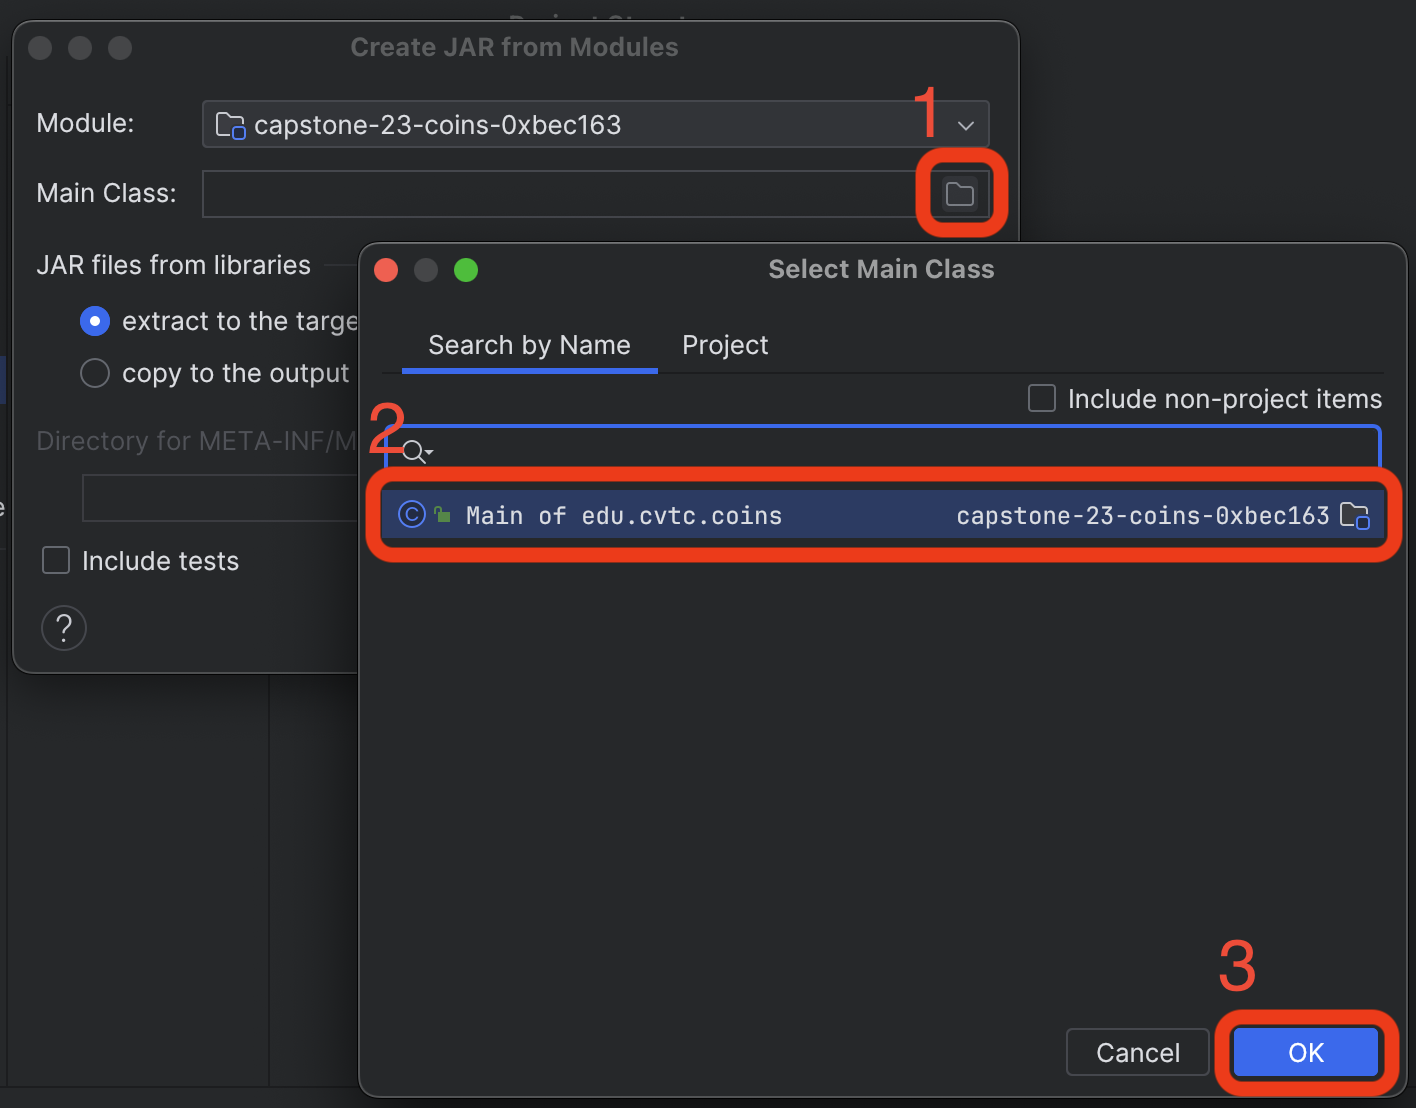 Create JAR from Modules
Module:
capstone-23-coins-0xbec163
1
Main Class:
JAR files from libraries
extract to the targe
copy to the output
Directory for META-INF/M
Include tests
?
Select Main Class
Search by Name
Project
Include non-project items
2
C
Main of edu.cvtc.coins
capstone-23-coins-0xbec163
3
Cancel
OK